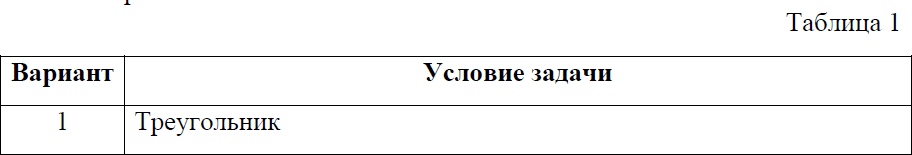 Таблица 1
Вариант Условие задачи
1 Треугольник